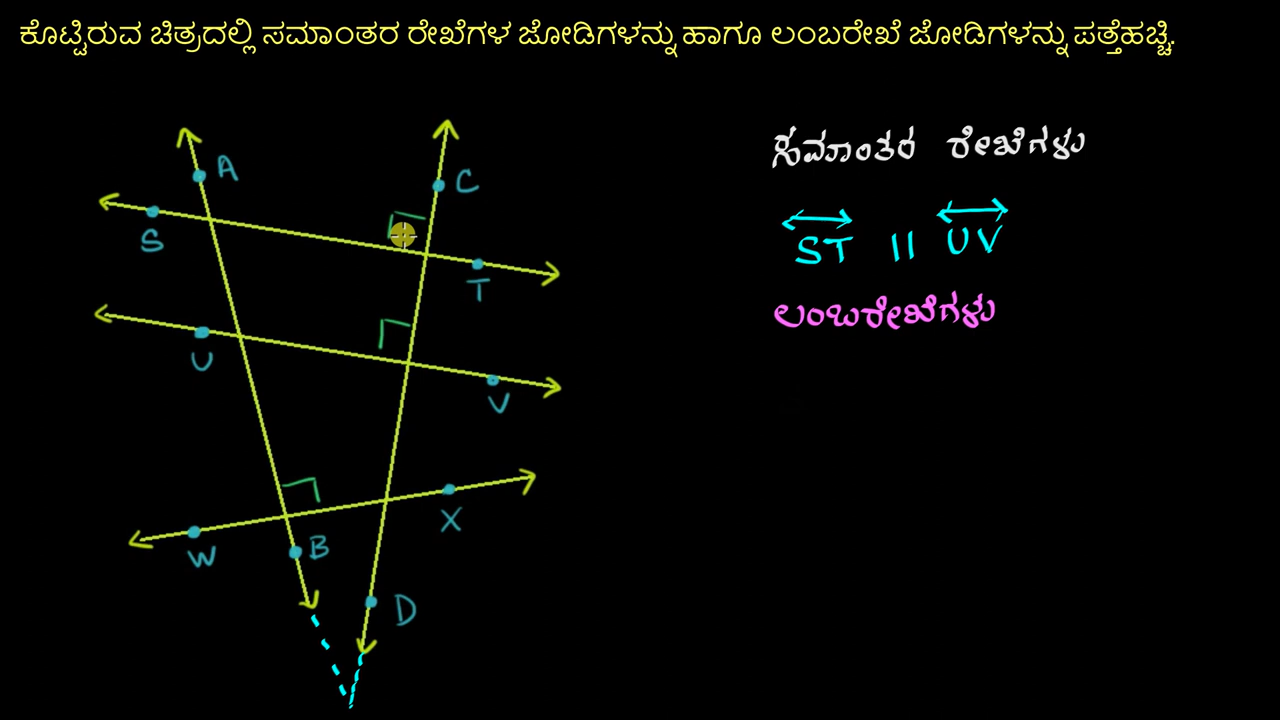 ಕೊಟ್ಟಿರುವ ಚಿತ್ರದಲ್ಲಿ ಸಮಾಂತರ ರೇಖೆಗಳ ಜೋಡಿಗಳನ್ನು ಹಾಗೂ ಲಂಬರೇಖೆ ಜೋಡಿಗಳನ್ನು ಪತ್ತೆಹಚ್ಚಿ.
ಸಮಾಂತರ ರೇಖೆಗಳು
A
C
S
ST || UV
T
ಲಂಬರೇಖೆಗಳು
U
V
X
W
B
D